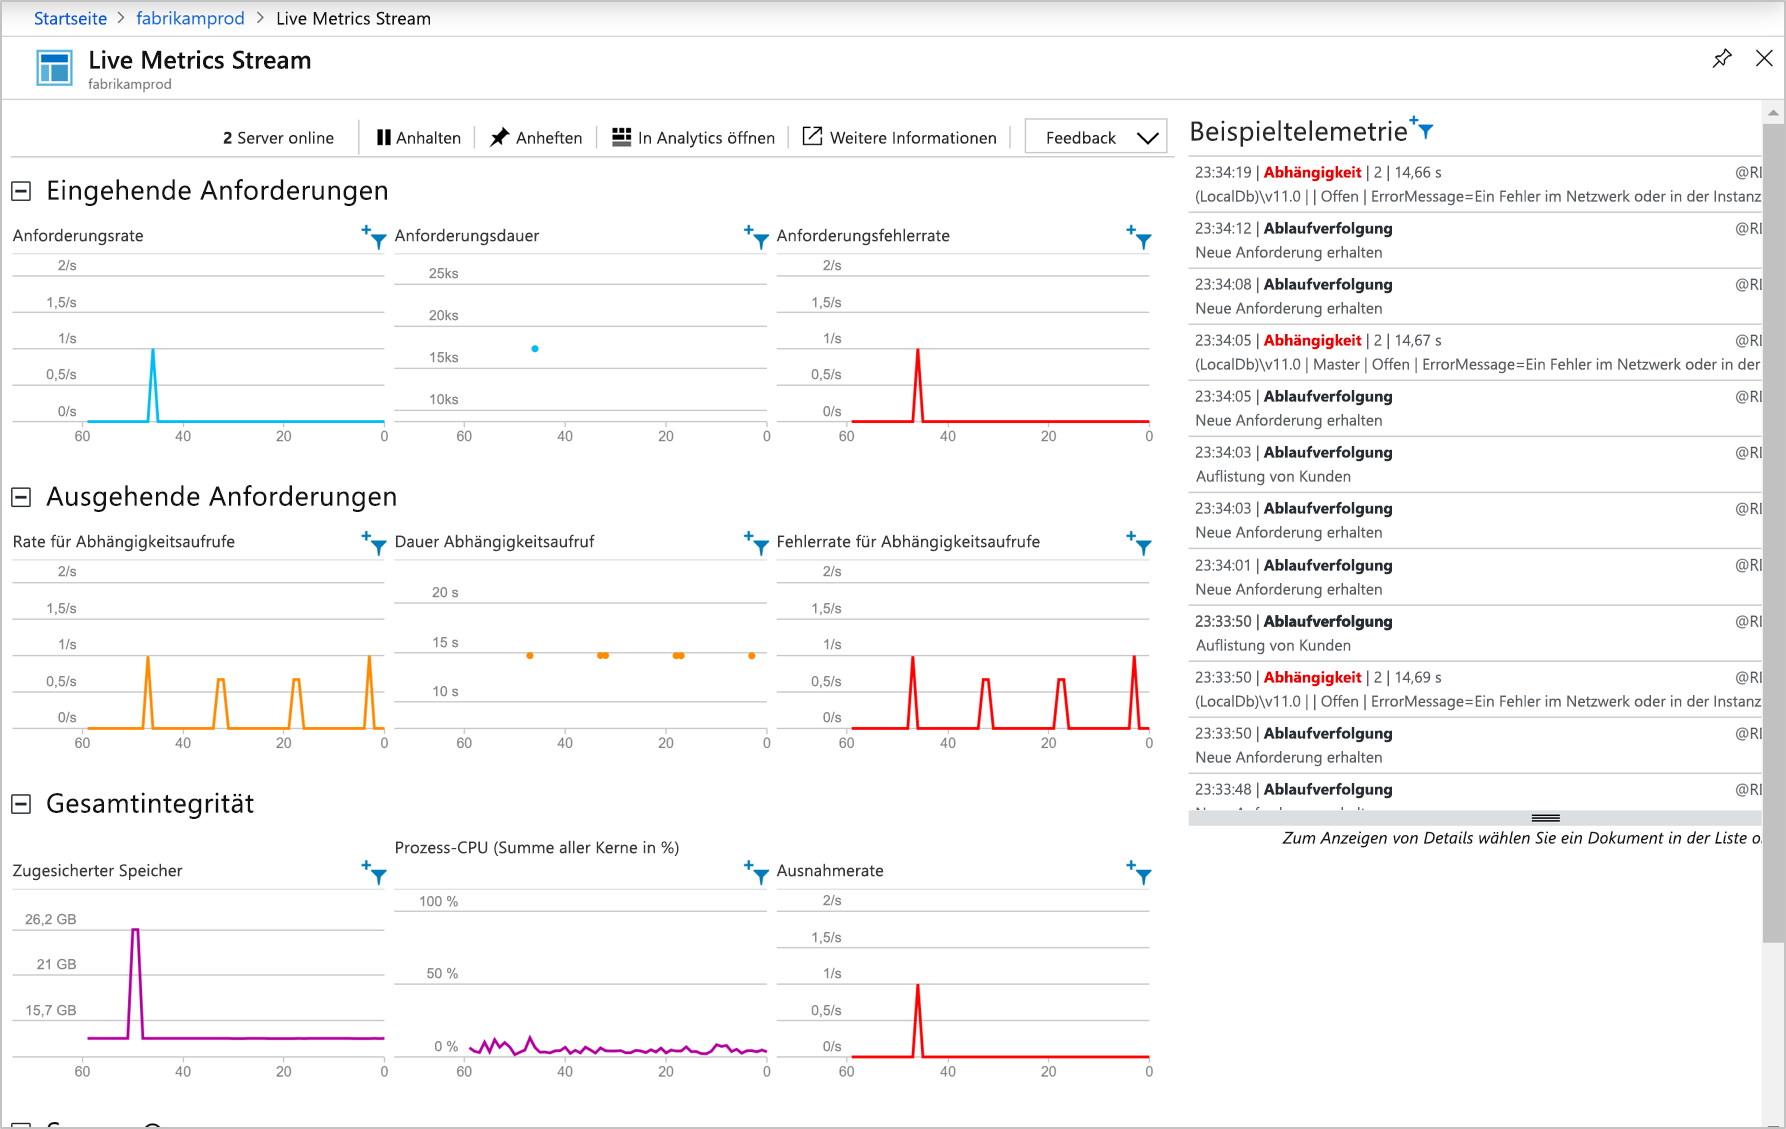 Startseite > fabrikamprod > Live Metrics Stream
Live Metrics Stream
fabrikamprod
2 Server online
Anhalten
Anheften
In Analytics öffnen
Weitere Informationen
Feedback
Eingehende Anforderungen
Anforderungsrate
2/s
1,5/s
1/s
0,5/s
0/s
60 40 20 0
Anforderungsdauer
25ks
20ks
15ks
10ks
60 40 20 0
Anforderungsfehlerrate
2/s
1,5/s
1/s
0,5/s
0/s
60 40 20 0
Ausgehende Anforderungen
Rate für Abhängigkeitsaufrufe
2/s
1,5/s
1/s
0,5/s
0/s
60 40 20 0
Dauer Abhängigkeitsaufruf
20 s
15 s
10 s
60 40 20 0
Fehlerrate für Abhängigkeitsaufrufe
2/s
1,5/s
1/s
0,5/s
0/s
60 40 20 0
Gesamtintegrität
Zugesicherter Speicher
26,2 GB
21 GB
15,7 GB
60 40 20 0
Prozess-CPU (Summe aller Kerne in %)
100 %
50 %
0 %
60 40 20 0
Ausnahmerate
2/s
1,5/s
1/s
0,5/s
0/s
60 40 20 0
Beispieltelemetrie
23:34:19 | Abhängigkeit | 2 | 14,66 s @RI
(LocalDb)\v11.0 | | Offen | ErrorMessage=Ein Fehler im Netzwerk oder in der Instanz
23:34:12 | Ablaufverfolgung @RI
Neue Anforderung erhalten
23:34:08 | Ablaufverfolgung @RI
Neue Anforderung erhalten
23:34:05 | Abhängigkeit | 2 | 14,67 s @RI
(LocalDb)\v11.0 | Master | Offen | ErrorMessage=Ein Fehler im Netzwerk oder in der
23:34:05 | Ablaufverfolgung @RI
Neue Anforderung erhalten
23:34:03 | Ablaufverfolgung @RI
Auflistung von Kunden
23:34:03 | Ablaufverfolgung @RI
Neue Anforderung erhalten
23:34:01 | Ablaufverfolgung @RI
Neue Anforderung erhalten
23:33:50 | Ablaufverfolgung @RI
Auflistung von Kunden
23:33:50 | Abhängigkeit | 2 | 14,69 s @RI
(LocalDb)\v11.0 | | Offen | ErrorMessage=Ein Fehler im Netzwerk oder in der Instanz
23:33:50 | Ablaufverfolgung @RI
Neue Anforderung erhalten
23:33:48 | Ablaufverfolgung @RI
Zum Anzeigen von Details wählen Sie ein Dokument in der Liste